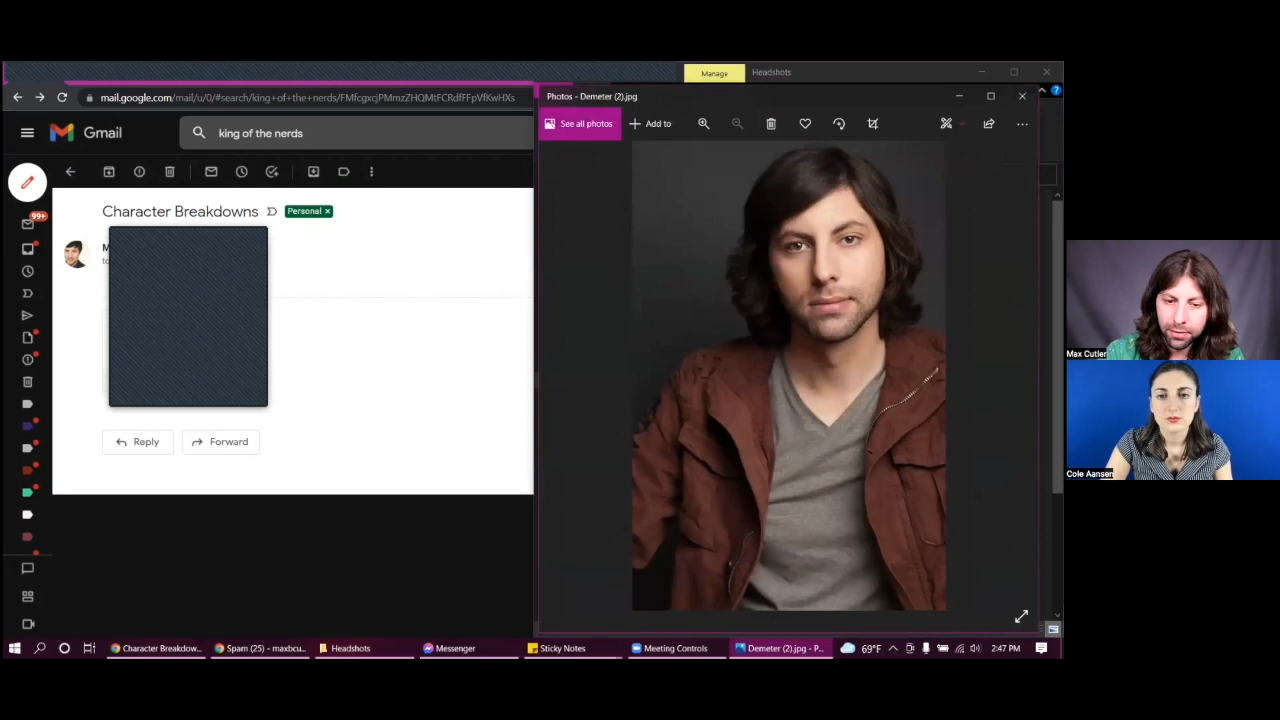 Manage
Headshots
mail.google.com/mail/u/0/#search/king+of+the+nerds/FMfcgxcjPMmzZHQMtFCRdfFFpVfKwHXs
Photos - Demeter (2).jpg
Gmail
king of the nerds
See all photos
Add to
Character Breakdowns
Personal ×
99+
M
to
Reply
Forward
Max Cutler
Cole Aansen
Character Breakdow...
Spam (25) - maxbcu...
Headshots
Messenger
Sticky Notes
Meeting Controls
Demeter (2).jpg - P...
69°F
2:47 PM